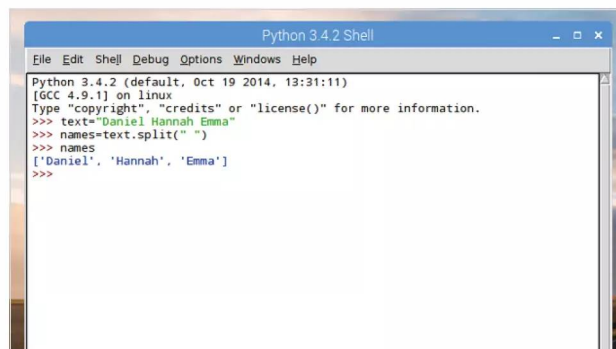 Python 3.4.2 Shell
File Edit Shell Debug Options Windows Help
Python 3.4.2 (default, Oct 19 2014, 13:31:11)
[GCC 4.9.1] on linux
Type "copyright", "credits" or "license()" for more information.
>>> text="Daniel Hannah Emma"
>>> names=text.split(" ")
>>> names
['Daniel', 'Hannah', 'Emma']
>>>